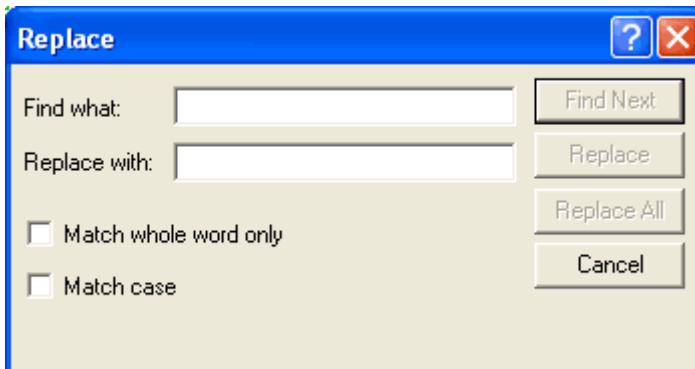 Replace
Find what:
Find Next
Replace with:
Replace
Replace All
Match whole word only
Cancel
Match case